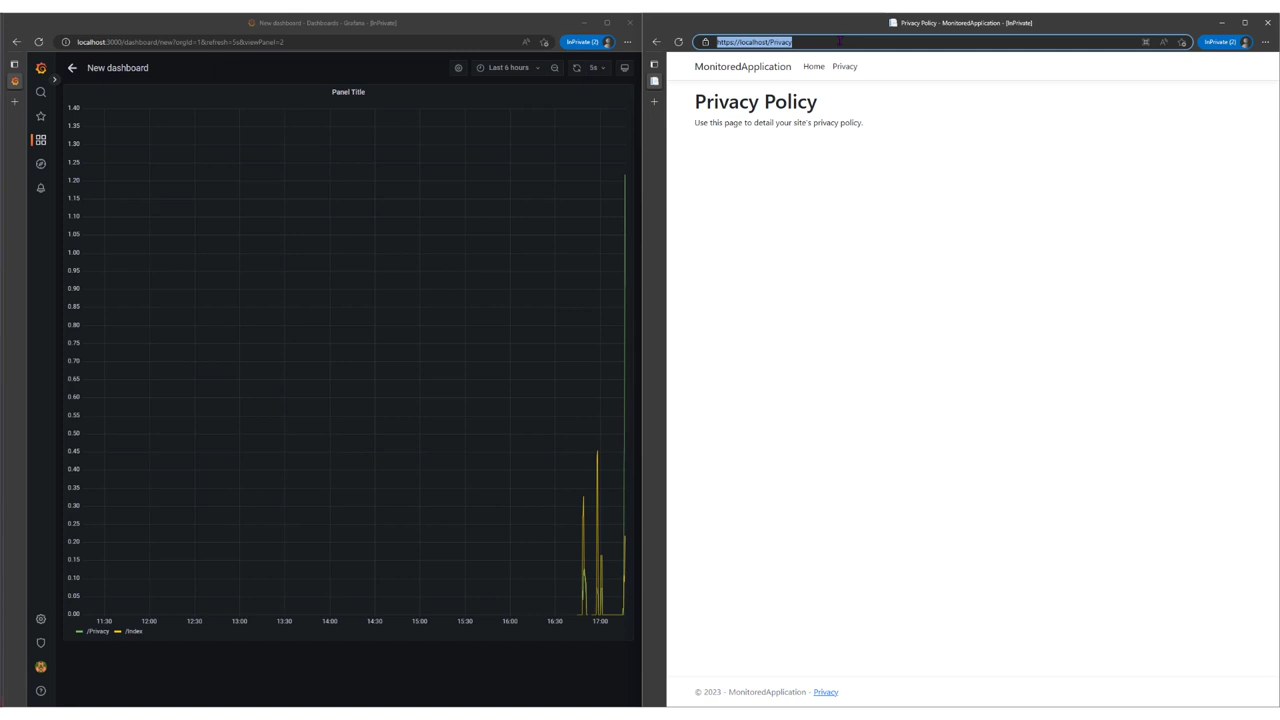 New dashboard - Dashboards - Grafana - [InPrivate]
localhost:3000/dashboard/new?orgId=1&refresh=5s&viewPanel=2
InPrivate (2)
New dashboard
Last 6 hours
5s
Panel Title
1.40
1.35
1.30
1.25
1.20
1.15
1.10
1.05
1.00
0.95
0.90
0.85
0.80
0.75
0.70
0.65
0.60
0.55
0.50
0.45
0.40
0.35
0.30
0.25
0.20
0.15
0.10
0.05
0.00
11:30 12:00 12:30 13:00 13:30 14:00 14:30 15:00 15:30 16:00 16:30 17:00
/Privacy /Index
Privacy Policy - MonitoredApplication - [InPrivate]
https://localhost/Privacy
InPrivate (2)
MonitoredApplication Home Privacy
Privacy Policy
Use this page to detail your site's privacy policy.
© 2023 - MonitoredApplication - Privacy